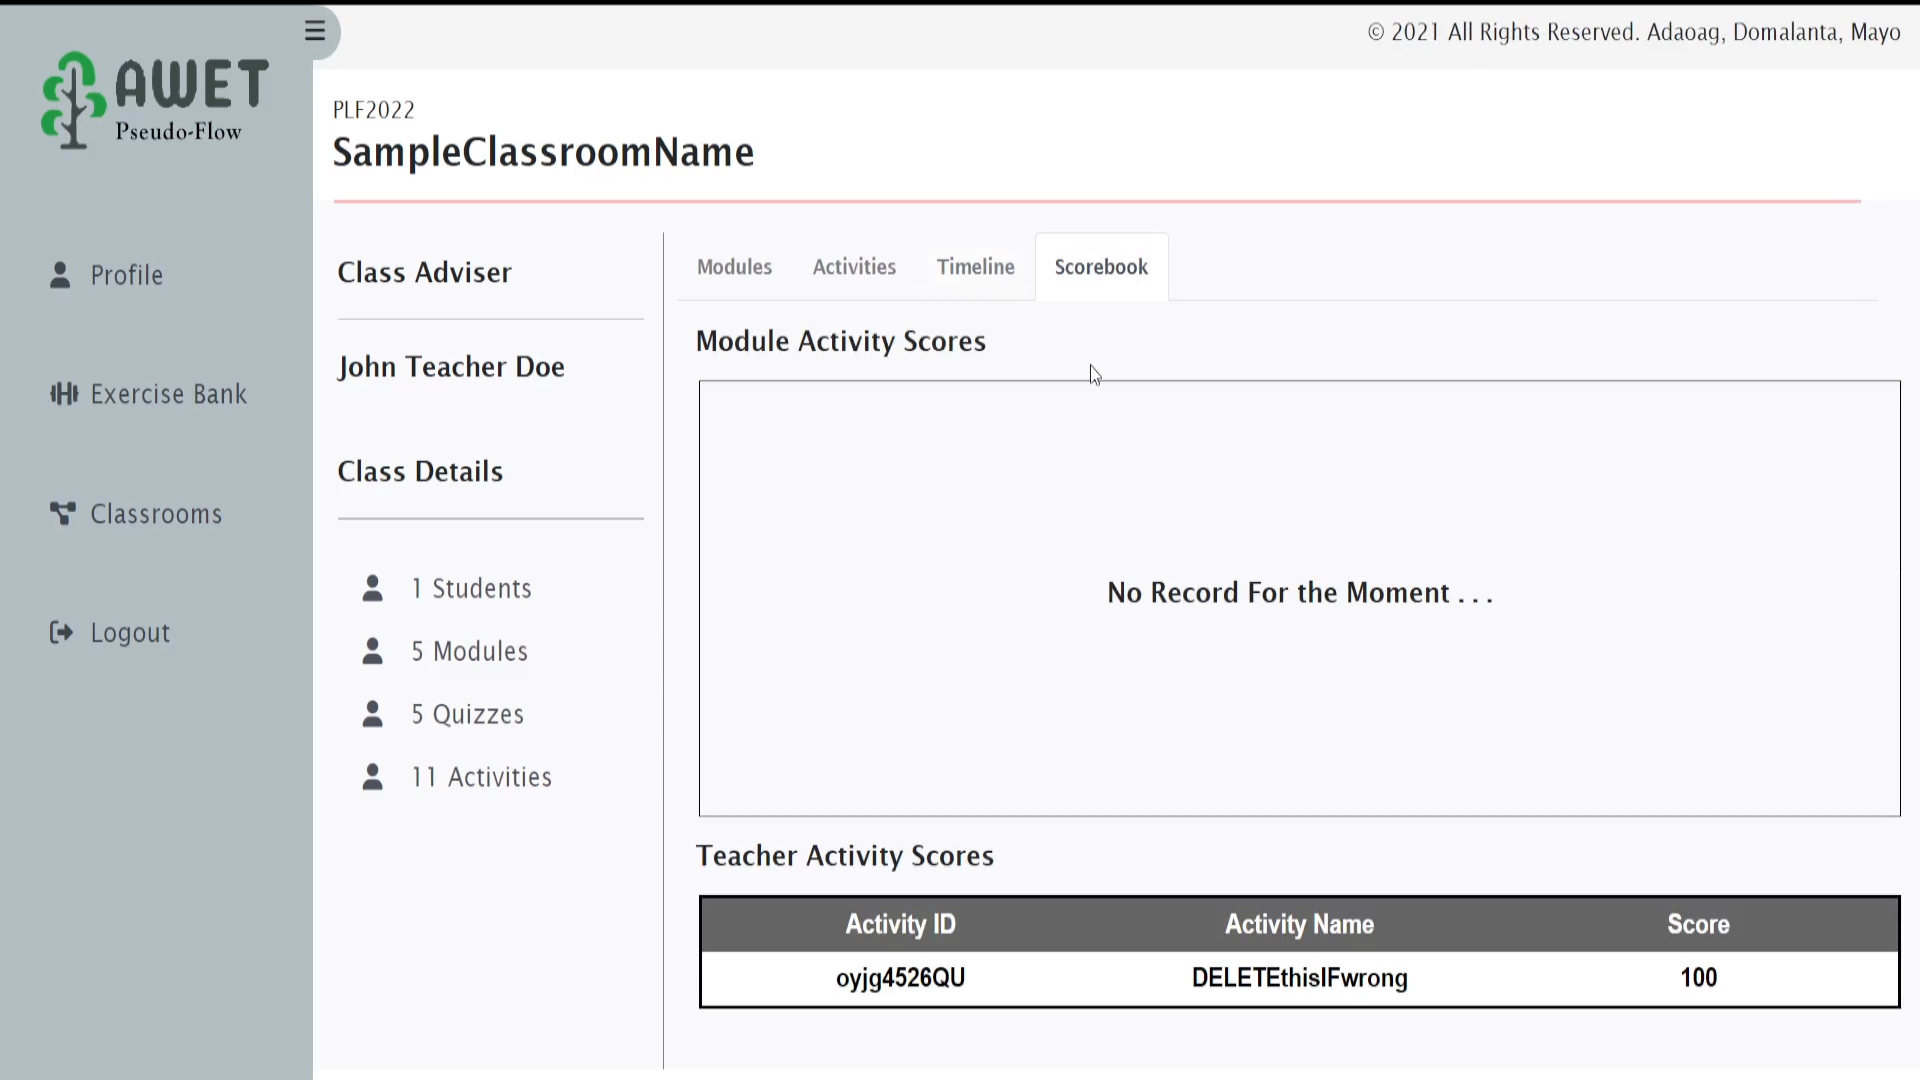 © 2021 All Rights Reserved. Adaoag, Domalanta, Mayo
AWET
Pseudo-Flow
Profile
Exercise Bank
Classrooms
Logout
PLF2022
SampleClassroomName
Class Adviser
John Teacher Doe
Class Details
1 Students
5 Modules
5 Quizzes
11 Activities
Modules Activities Timeline Scorebook
Module Activity Scores
No Record For the Moment . . .
Teacher Activity Scores
Activity ID Activity Name Score
oyjg4526QU DELETEthisIFwrong 100